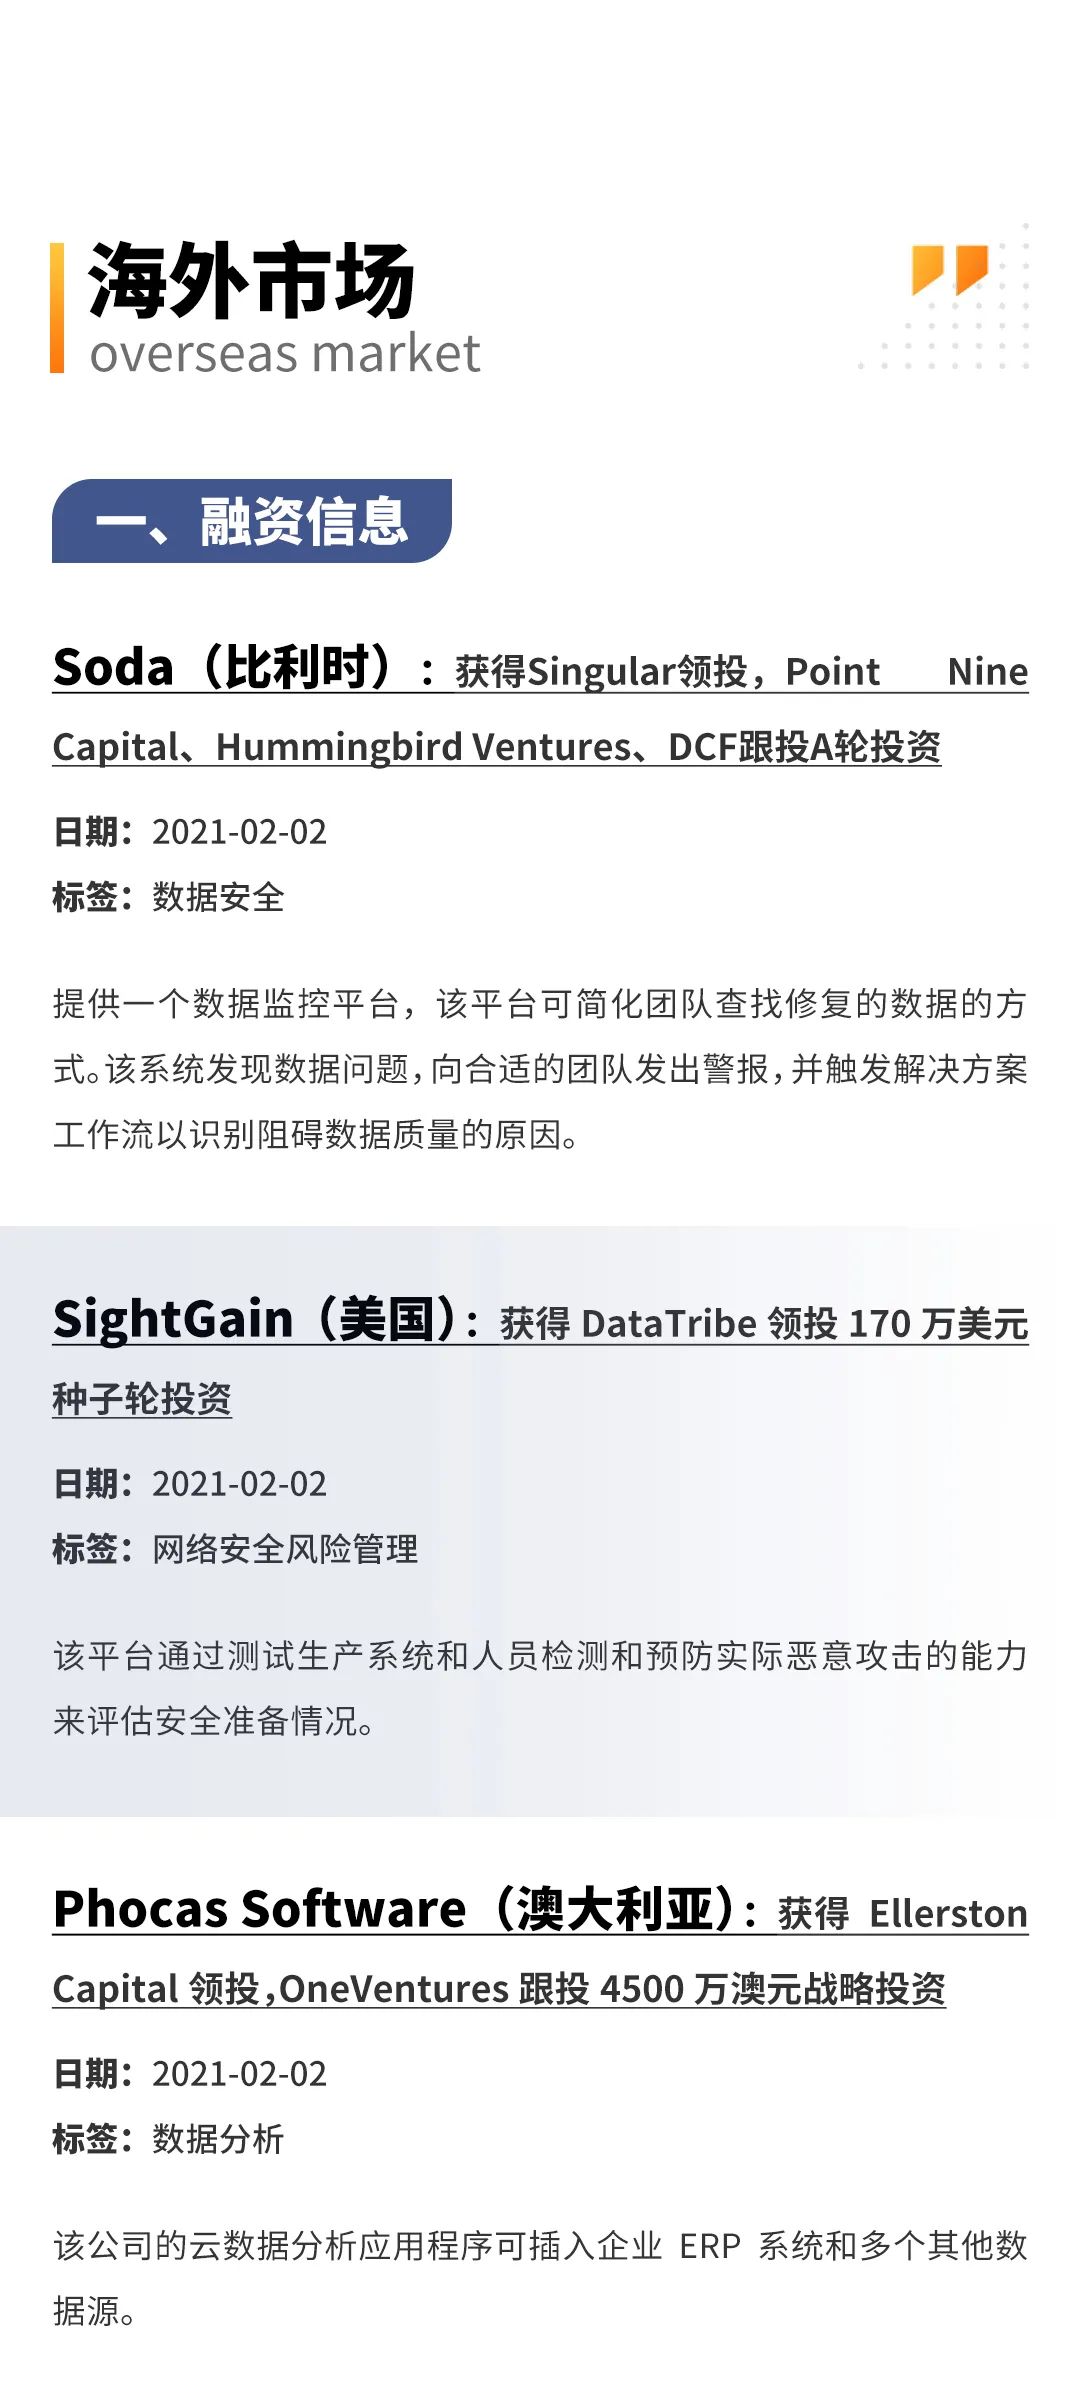 海外市场
overseas market
一、融资信息
Soda（比利时）：获得Singular领投，Point Nine
Capital、Hummingbird Ventures、DCF跟投A轮投资
日期：2021-02-02
标签：数据安全
提供一个数据监控平台，该平台可简化团队查找修复的数据的方
式。该系统发现数据问题，向合适的团队发出警报，并触发解决方案
工作流以识别阻碍数据质量的原因。
SightGain（美国）：获得 DataTribe 领投 170 万美元
种子轮投资
日期：2021-02-02
标签：网络安全风险管理
该平台通过测试生产系统和人员检测和预防实际恶意攻击的能力
来评估安全准备情况。
Phocas Software（澳大利亚）：获得 Ellerston
Capital 领投，OneVentures 跟投 4500 万澳元战略投资
日期：2021-02-02
标签：数据分析
该公司的云数据分析应用程序可插入企业 ERP 系统和多个其他数
据源。